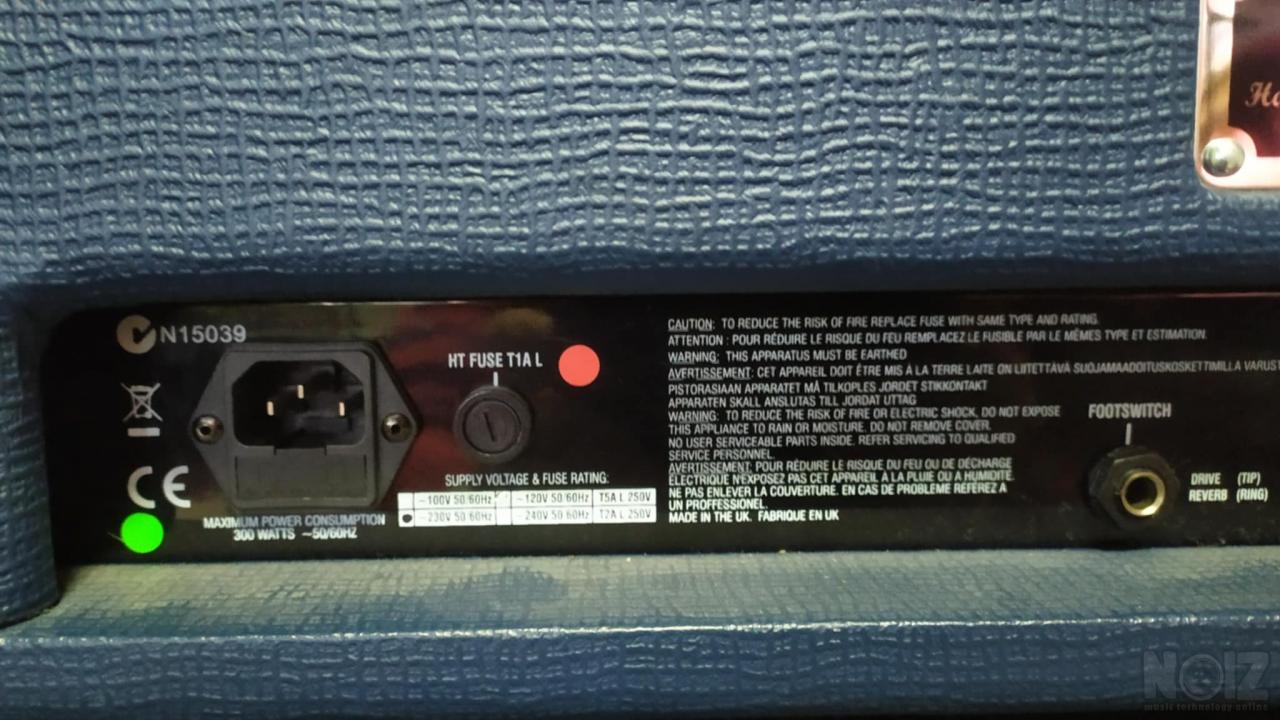 Ha
N15039
HT FUSE T1A L
CE
MAXIMUM POWER CONSUMPTION
300 WATTS ~50/60HZ
SUPPLY VOLTAGE & FUSE RATING:
~100V 50/60Hz ~120V 50/60Hz T5A L 250V
~230V 50/60Hz ~240V 50/60Hz T2A L 250V
CAUTION: TO REDUCE THE RISK OF FIRE REPLACE FUSE WITH SAME TYPE AND RATING.
ATTENTION : POUR RÉDUIRE LE RISQUE DU FEU REMPLACEZ LE FUSIBLE PAR LE MÊMES TYPE ET ESTIMATION.
WARNING: THIS APPARATUS MUST BE EARTHED
AVERTISSEMENT: CET APPAREIL DOIT ÊTRE MIS À LA TERRE LAITE ON LIITETTÄVÄ SUOJAMAADOITUSKOSKETTIMILLA VARUST
PISTORASIAAN APPARATET MÅ TILKOPLES JORDET STIKKONTAKT
APPARATEN SKALL ANSLUTAS TILL JORDAT UTTAG
WARNING: TO REDUCE THE RISK OF FIRE OR ELECTRIC SHOCK, DO NOT EXPOSE
THIS APPLIANCE TO RAIN OR MOISTURE. DO NOT REMOVE COVER.
NO USER SERVICEABLE PARTS INSIDE. REFER SERVICING TO QUALIFIED
SERVICE PERSONNEL.
AVERTISSEMENT: POUR RÉDUIRE LE RISQUE DU FEU OU DE DÉCHARGE
ÉLECTRIQUE N'EXPOSEZ PAS CET APPAREIL À LA PLUIE OU À HUMIDITE.
NE PAS ENLEVER LA COUVERTURE. EN CAS DE PROBLEME RÉFÉREZ A
UN PROFESSIONEL.
MADE IN THE UK. FABRIQUE EN UK
FOOTSWITCH
DRIVE (TIP)
REVERB (RING)
NOIZ
music technology online